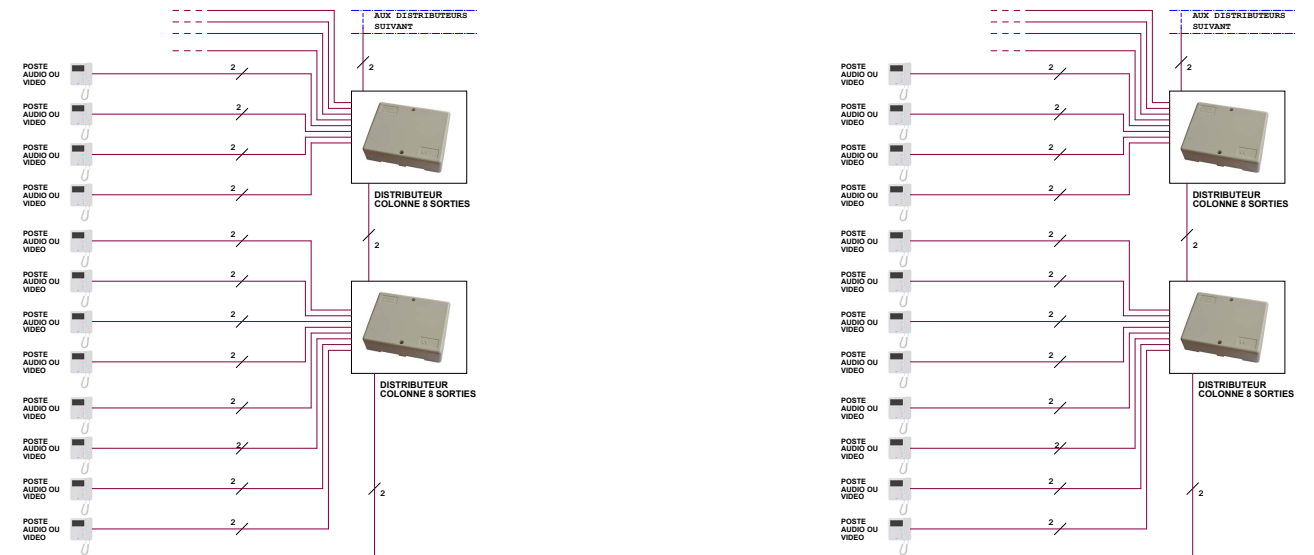 AUX DISTRIBUTEURS
SUIVANT
2
POSTE
AUDIO OU
VIDEO
2
POSTE
AUDIO OU
VIDEO
2
POSTE
AUDIO OU
VIDEO
2
POSTE
AUDIO OU
VIDEO
2
DISTRIBUTEUR
COLONNE 8 SORTIES
2
POSTE
AUDIO OU
VIDEO
2
POSTE
AUDIO OU
VIDEO
2
POSTE
AUDIO OU
VIDEO
2
POSTE
AUDIO OU
VIDEO
2
DISTRIBUTEUR
COLONNE 8 SORTIES
POSTE
AUDIO OU
VIDEO
2
POSTE
AUDIO OU
VIDEO
2
POSTE
AUDIO OU
VIDEO
2
2
POSTE
AUDIO OU
VIDEO
2
AUX DISTRIBUTEURS
SUIVANT
2
POSTE
AUDIO OU
VIDEO
2
POSTE
AUDIO OU
VIDEO
2
POSTE
AUDIO OU
VIDEO
2
POSTE
AUDIO OU
VIDEO
2
DISTRIBUTEUR
COLONNE 8 SORTIES
2
POSTE
AUDIO OU
VIDEO
2
POSTE
AUDIO OU
VIDEO
2
POSTE
AUDIO OU
VIDEO
2
POSTE
AUDIO OU
VIDEO
2
DISTRIBUTEUR
COLONNE 8 SORTIES
POSTE
AUDIO OU
VIDEO
2
POSTE
AUDIO OU
VIDEO
2
POSTE
AUDIO OU
VIDEO
2
2
POSTE
AUDIO OU
VIDEO
2